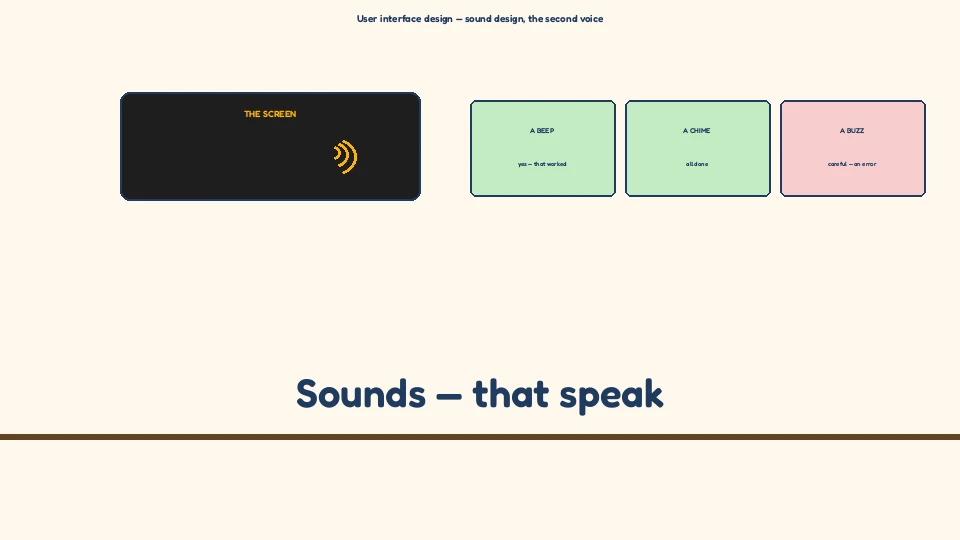 User interface design — sound design, the second voice
THE SCREEN
A BEEP
yes — that worked
A CHIME
all done
A BUZZ
careful — an error
Sounds — that speak